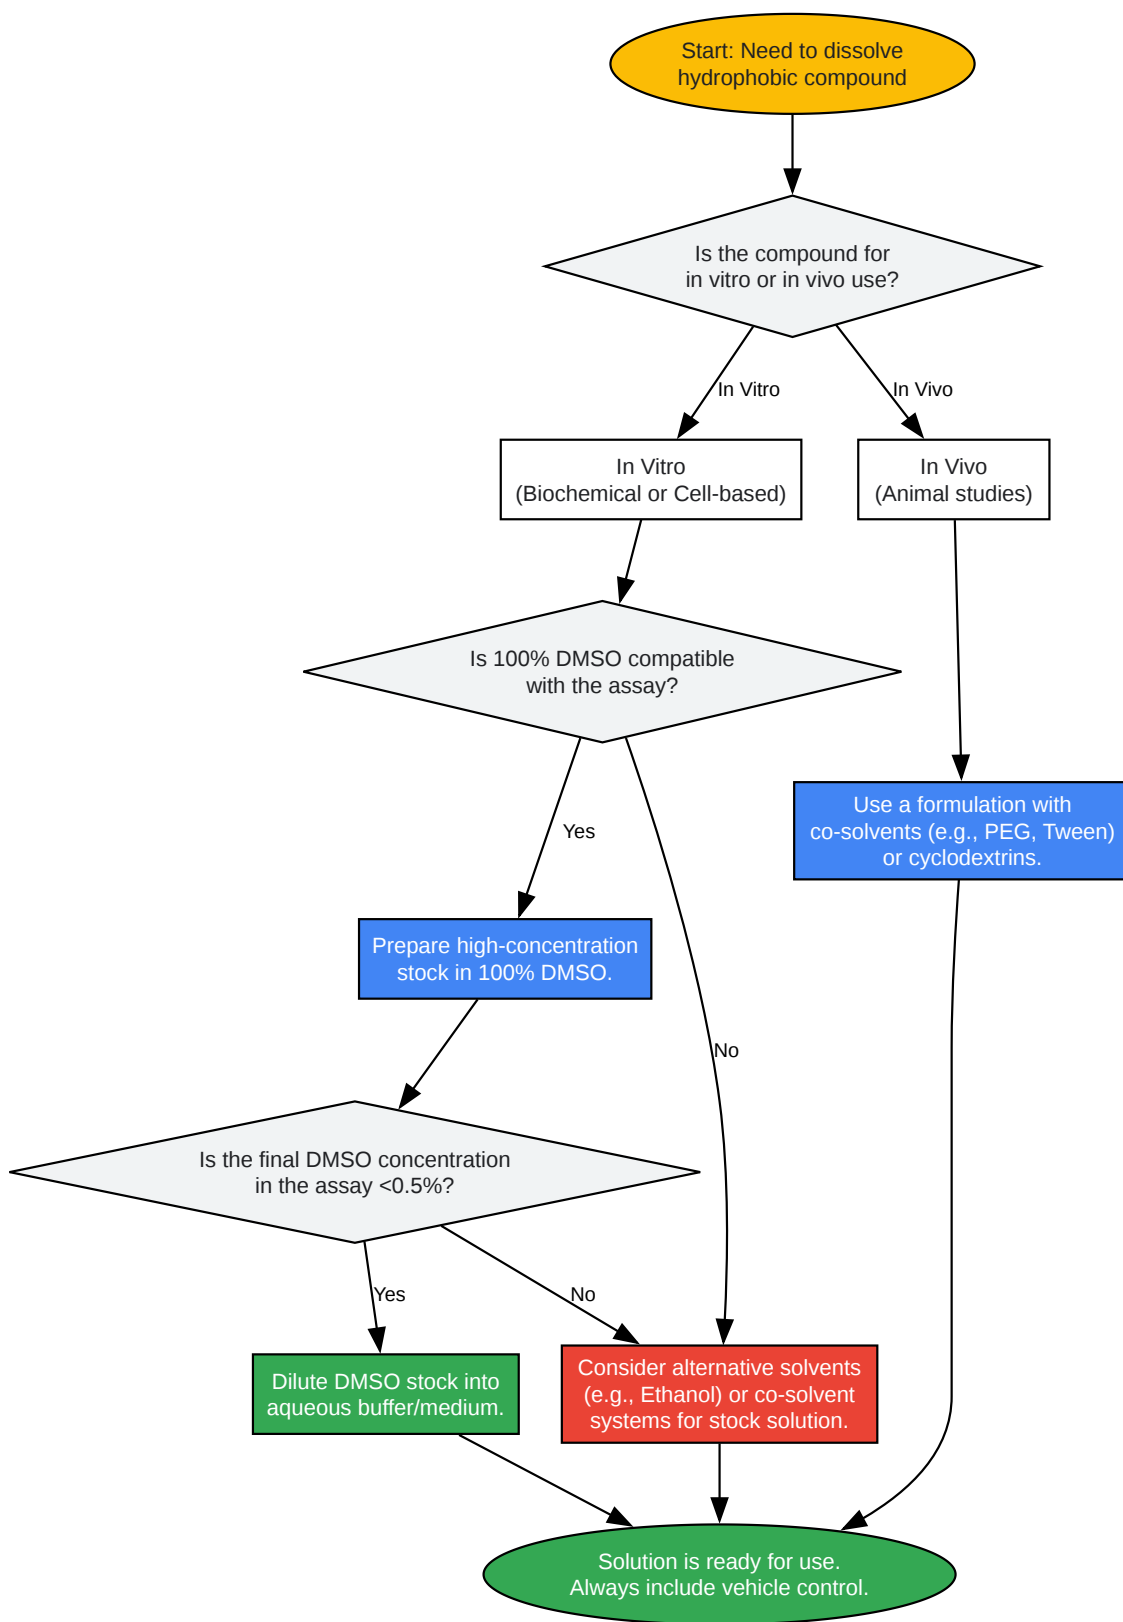 Start: Need to dissolve
hydrophobic compound
Is the compound for
in vitro or in vivo use?
In Vitro
In Vivo
In Vitro
(Biochemical or Cell-based)
In Vivo
(Animal studies)
Is 100% DMSO compatible
with the assay?
Use a formulation with
co-solvents (e.g., PEG, Tween)
or cyclodextrins.
Yes
Prepare high-concentration
stock in 100% DMSO.
No
Is the final DMSO concentration
in the assay <0.5%?
Yes
No
Dilute DMSO stock into
aqueous buffer/medium.
Consider alternative solvents
(e.g., Ethanol) or co-solvent
systems for stock solution.
Solution is ready for use.
Always include vehicle control.